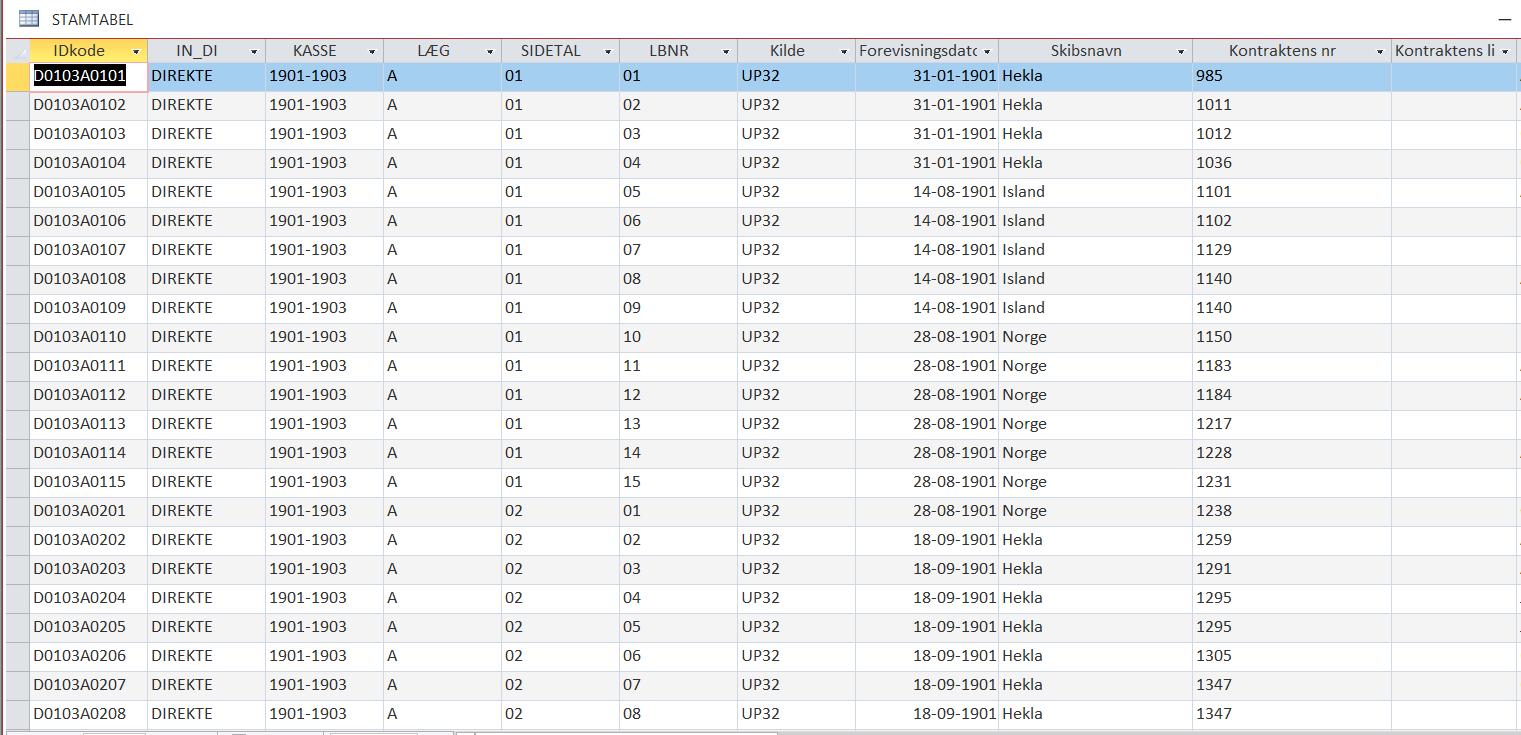 STAMTABEL
IDkode IN_DI KASSE LÆG SIDETAL LBNR Kilde Forevisningsdato Skibsnavn Kontraktens nr Kontraktens li
D0103A0101 DIREKTE 1901-1903 A 01 01 UP32 31-01-1901 Hekla 985
D0103A0102 DIREKTE 1901-1903 A 01 02 UP32 31-01-1901 Hekla 1011
D0103A0103 DIREKTE 1901-1903 A 01 03 UP32 31-01-1901 Hekla 1012
D0103A0104 DIREKTE 1901-1903 A 01 04 UP32 31-01-1901 Hekla 1036
D0103A0105 DIREKTE 1901-1903 A 01 05 UP32 14-08-1901 Island 1101
D0103A0106 DIREKTE 1901-1903 A 01 06 UP32 14-08-1901 Island 1102
D0103A0107 DIREKTE 1901-1903 A 01 07 UP32 14-08-1901 Island 1129
D0103A0108 DIREKTE 1901-1903 A 01 08 UP32 14-08-1901 Island 1140
D0103A0109 DIREKTE 1901-1903 A 01 09 UP32 14-08-1901 Island 1140
D0103A0110 DIREKTE 1901-1903 A 01 10 UP32 28-08-1901 Norge 1150
D0103A0111 DIREKTE 1901-1903 A 01 11 UP32 28-08-1901 Norge 1183
D0103A0112 DIREKTE 1901-1903 A 01 12 UP32 28-08-1901 Norge 1184
D0103A0113 DIREKTE 1901-1903 A 01 13 UP32 28-08-1901 Norge 1217
D0103A0114 DIREKTE 1901-1903 A 01 14 UP32 28-08-1901 Norge 1228
D0103A0115 DIREKTE 1901-1903 A 01 15 UP32 28-08-1901 Norge 1231
D0103A0201 DIREKTE 1901-1903 A 02 01 UP32 28-08-1901 Norge 1238
D0103A0202 DIREKTE 1901-1903 A 02 02 UP32 18-09-1901 Hekla 1259
D0103A0203 DIREKTE 1901-1903 A 02 03 UP32 18-09-1901 Hekla 1291
D0103A0204 DIREKTE 1901-1903 A 02 04 UP32 18-09-1901 Hekla 1295
D0103A0205 DIREKTE 1901-1903 A 02 05 UP32 18-09-1901 Hekla 1295
D0103A0206 DIREKTE 1901-1903 A 02 06 UP32 18-09-1901 Hekla 1305
D0103A0207 DIREKTE 1901-1903 A 02 07 UP32 18-09-1901 Hekla 1347
D0103A0208 DIREKTE 1901-1903 A 02 08 UP32 18-09-1901 Hekla 1347